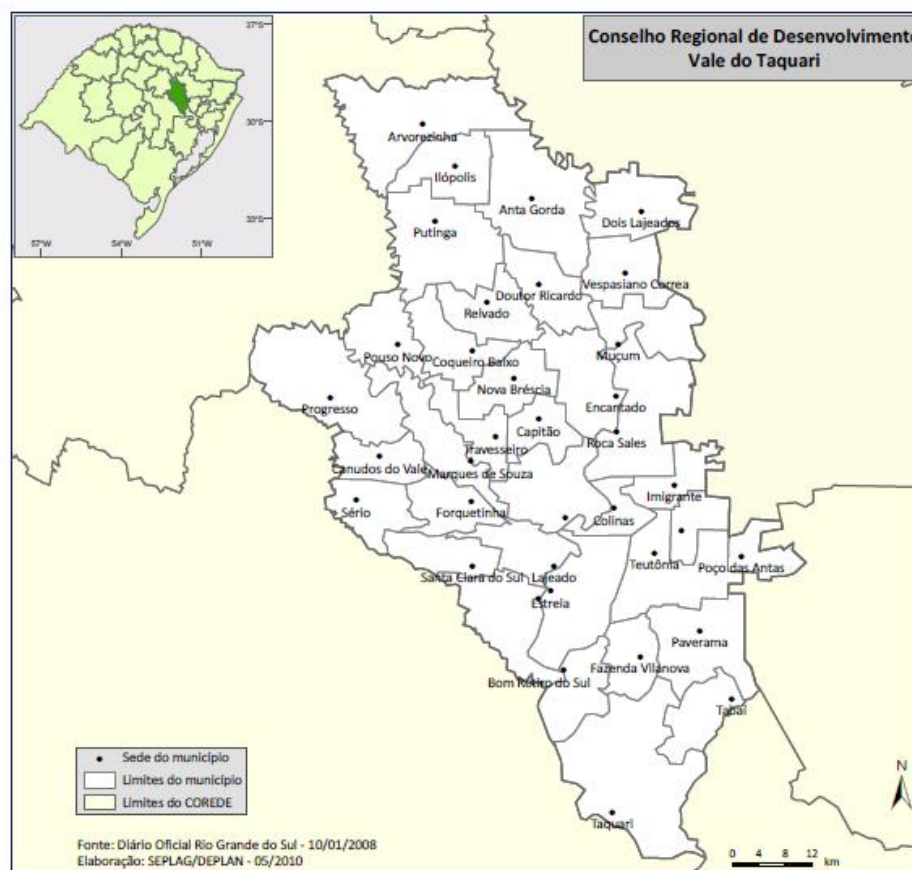 Conselho Regional de Desenvolvimento
Vale do Taquari
27°S
30°S
33°S
57°W
54°W
51°W
Arvorezinha
Ilópolis
Anta Gorda
Dois Lajeados
Putinga
Vespasiano Correa
Doutor Ricardo
Relvado
Pouso Novo
Coqueiro Baixo
Muçum
Nova Bréscia
Progresso
Encantado
Capitão
Roca Sales
Travesseiro
Canudos do Vale
Marques de Souza
Imigrante
Sério
Forquetinha
Colinas
Teutônia
Poço das Antas
Santa Clara do Sul
Lajeado
Estrela
Paverama
Fazenda Vilanova
Bom Retiro do Sul
Tabaí
Taquari
Sede do município
Limites do município
Limites do COREDE
N
Fonte: Diário Oficial Rio Grande do Sul - 10/01/2008
Elaboração: SEPLAG/DEPLAN - 05/2010
0 4 8 12
km